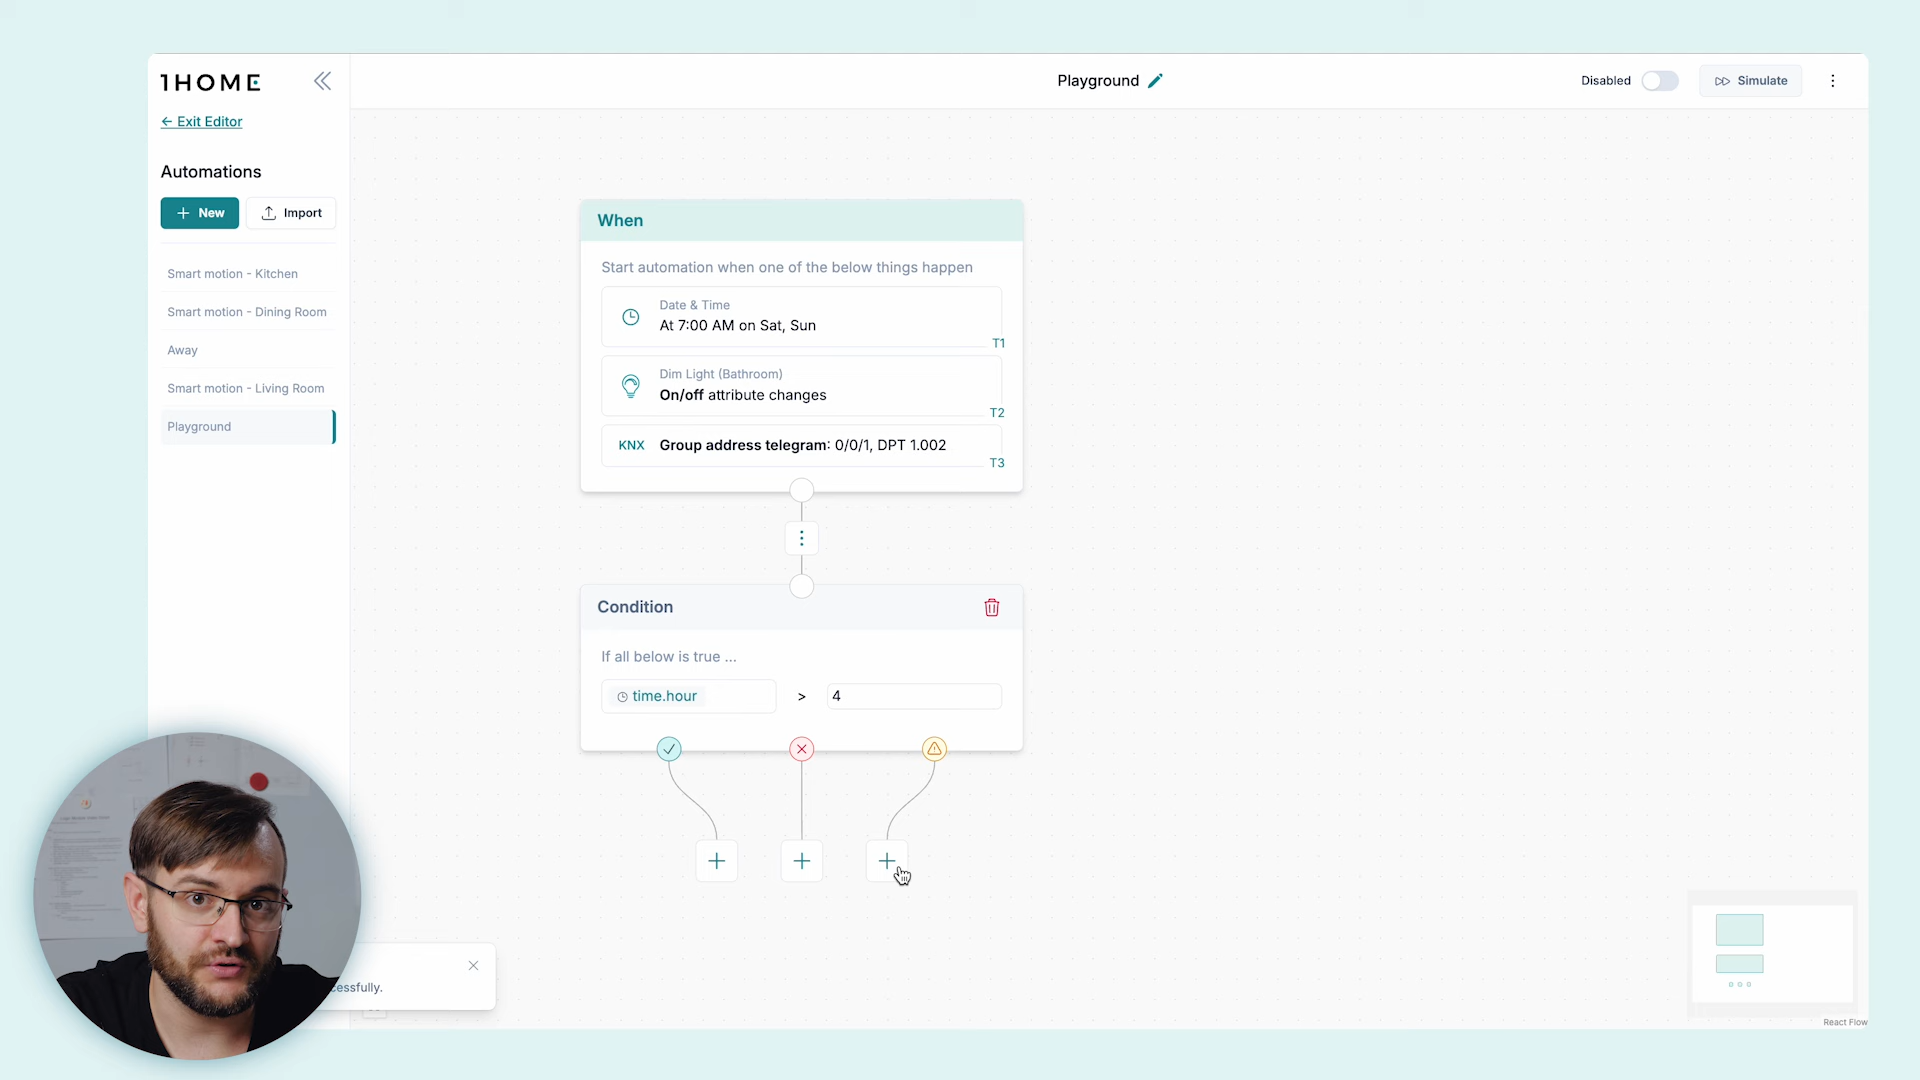 1HOME
← Exit Editor
Automations
New
Import
Smart motion - Kitchen
Smart motion - Dining Room
Away
Smart motion - Living Room
Playground
Playground
Disabled
Simulate
When
Start automation when one of the below things happen
Date & Time
At 7:00 AM on Sat, Sun
T1
Dim Light (Bathroom)
On/off attribute changes
T2
KNX Group address telegram: 0/0/1, DPT 1.002
T3
Condition
If all below is true ...
time.hour > 4
essfully.
React Flow